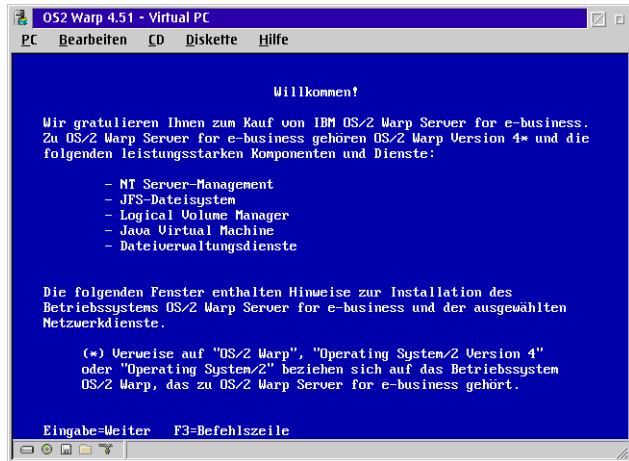 OS2 Warp 4.51 - Virtual PC
PC Bearbeiten CD Diskette Hilfe
Willkommen!
Wir gratulieren Ihnen zum Kauf von IBM OS/2 Warp Server for e-business.
Zu OS/2 Warp Server for e-business gehören OS/2 Warp Version 4* und die
folgenden leistungsstarken Komponenten und Dienste:
- NT Server-Management
- JFS-Dateisystem
- Logical Volume Manager
- Java Virtual Machine
- Dateiverwaltungsdienste
Die folgenden Fenster enthalten Hinweise zur Installation des
Betriebssystems OS/2 Warp Server for e-business und der ausgewählten
Netzwerkdienste.
(*) Verweise auf "OS/2 Warp", "Operating System/2 Version 4"
oder "Operating System/2" beziehen sich auf das Betriebssystem
OS/2 Warp, das zu OS/2 Warp Server for e-business gehört.
Eingabe=Weiter F3=Befehlszeile